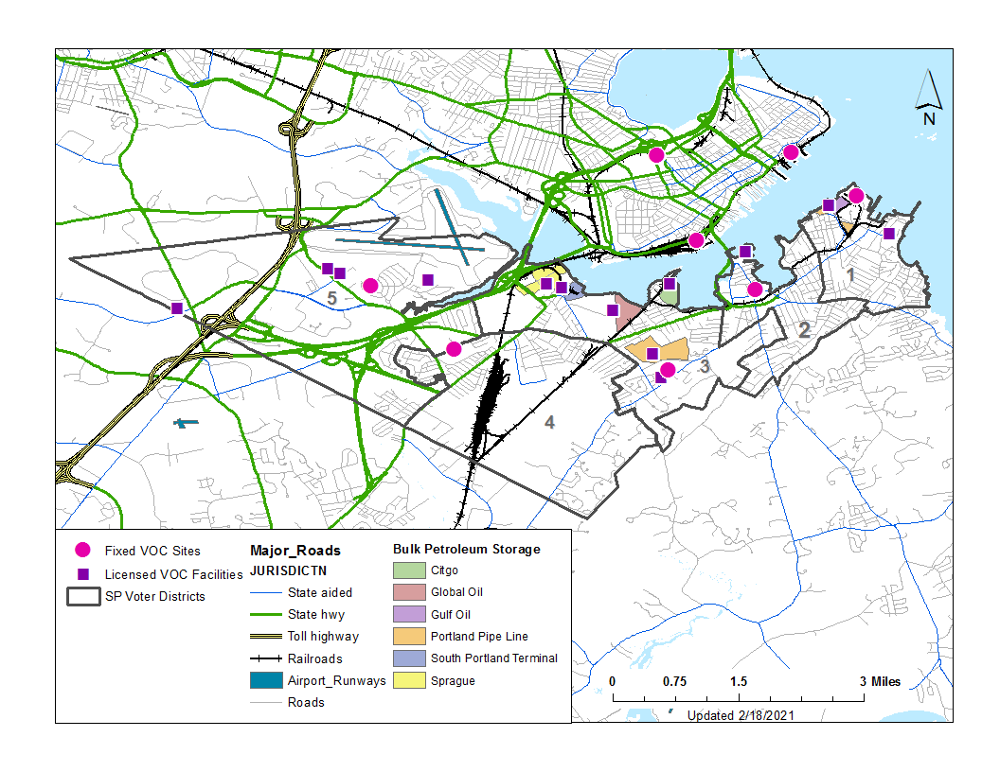 N
1
2
3
4
5
Fixed VOC Sites
Licensed VOC Facilities
SP Voter Districts
Major_Roads
JURISDICTN
State aided
State hwy
Toll highway
Railroads
Airport_Runways
Roads
Bulk Petroleum Storage
Citgo
Global Oil
Gulf Oil
Portland Pipe Line
South Portland Terminal
Sprague
0 0.75 1.5 3 Miles
Updated 2/18/2021